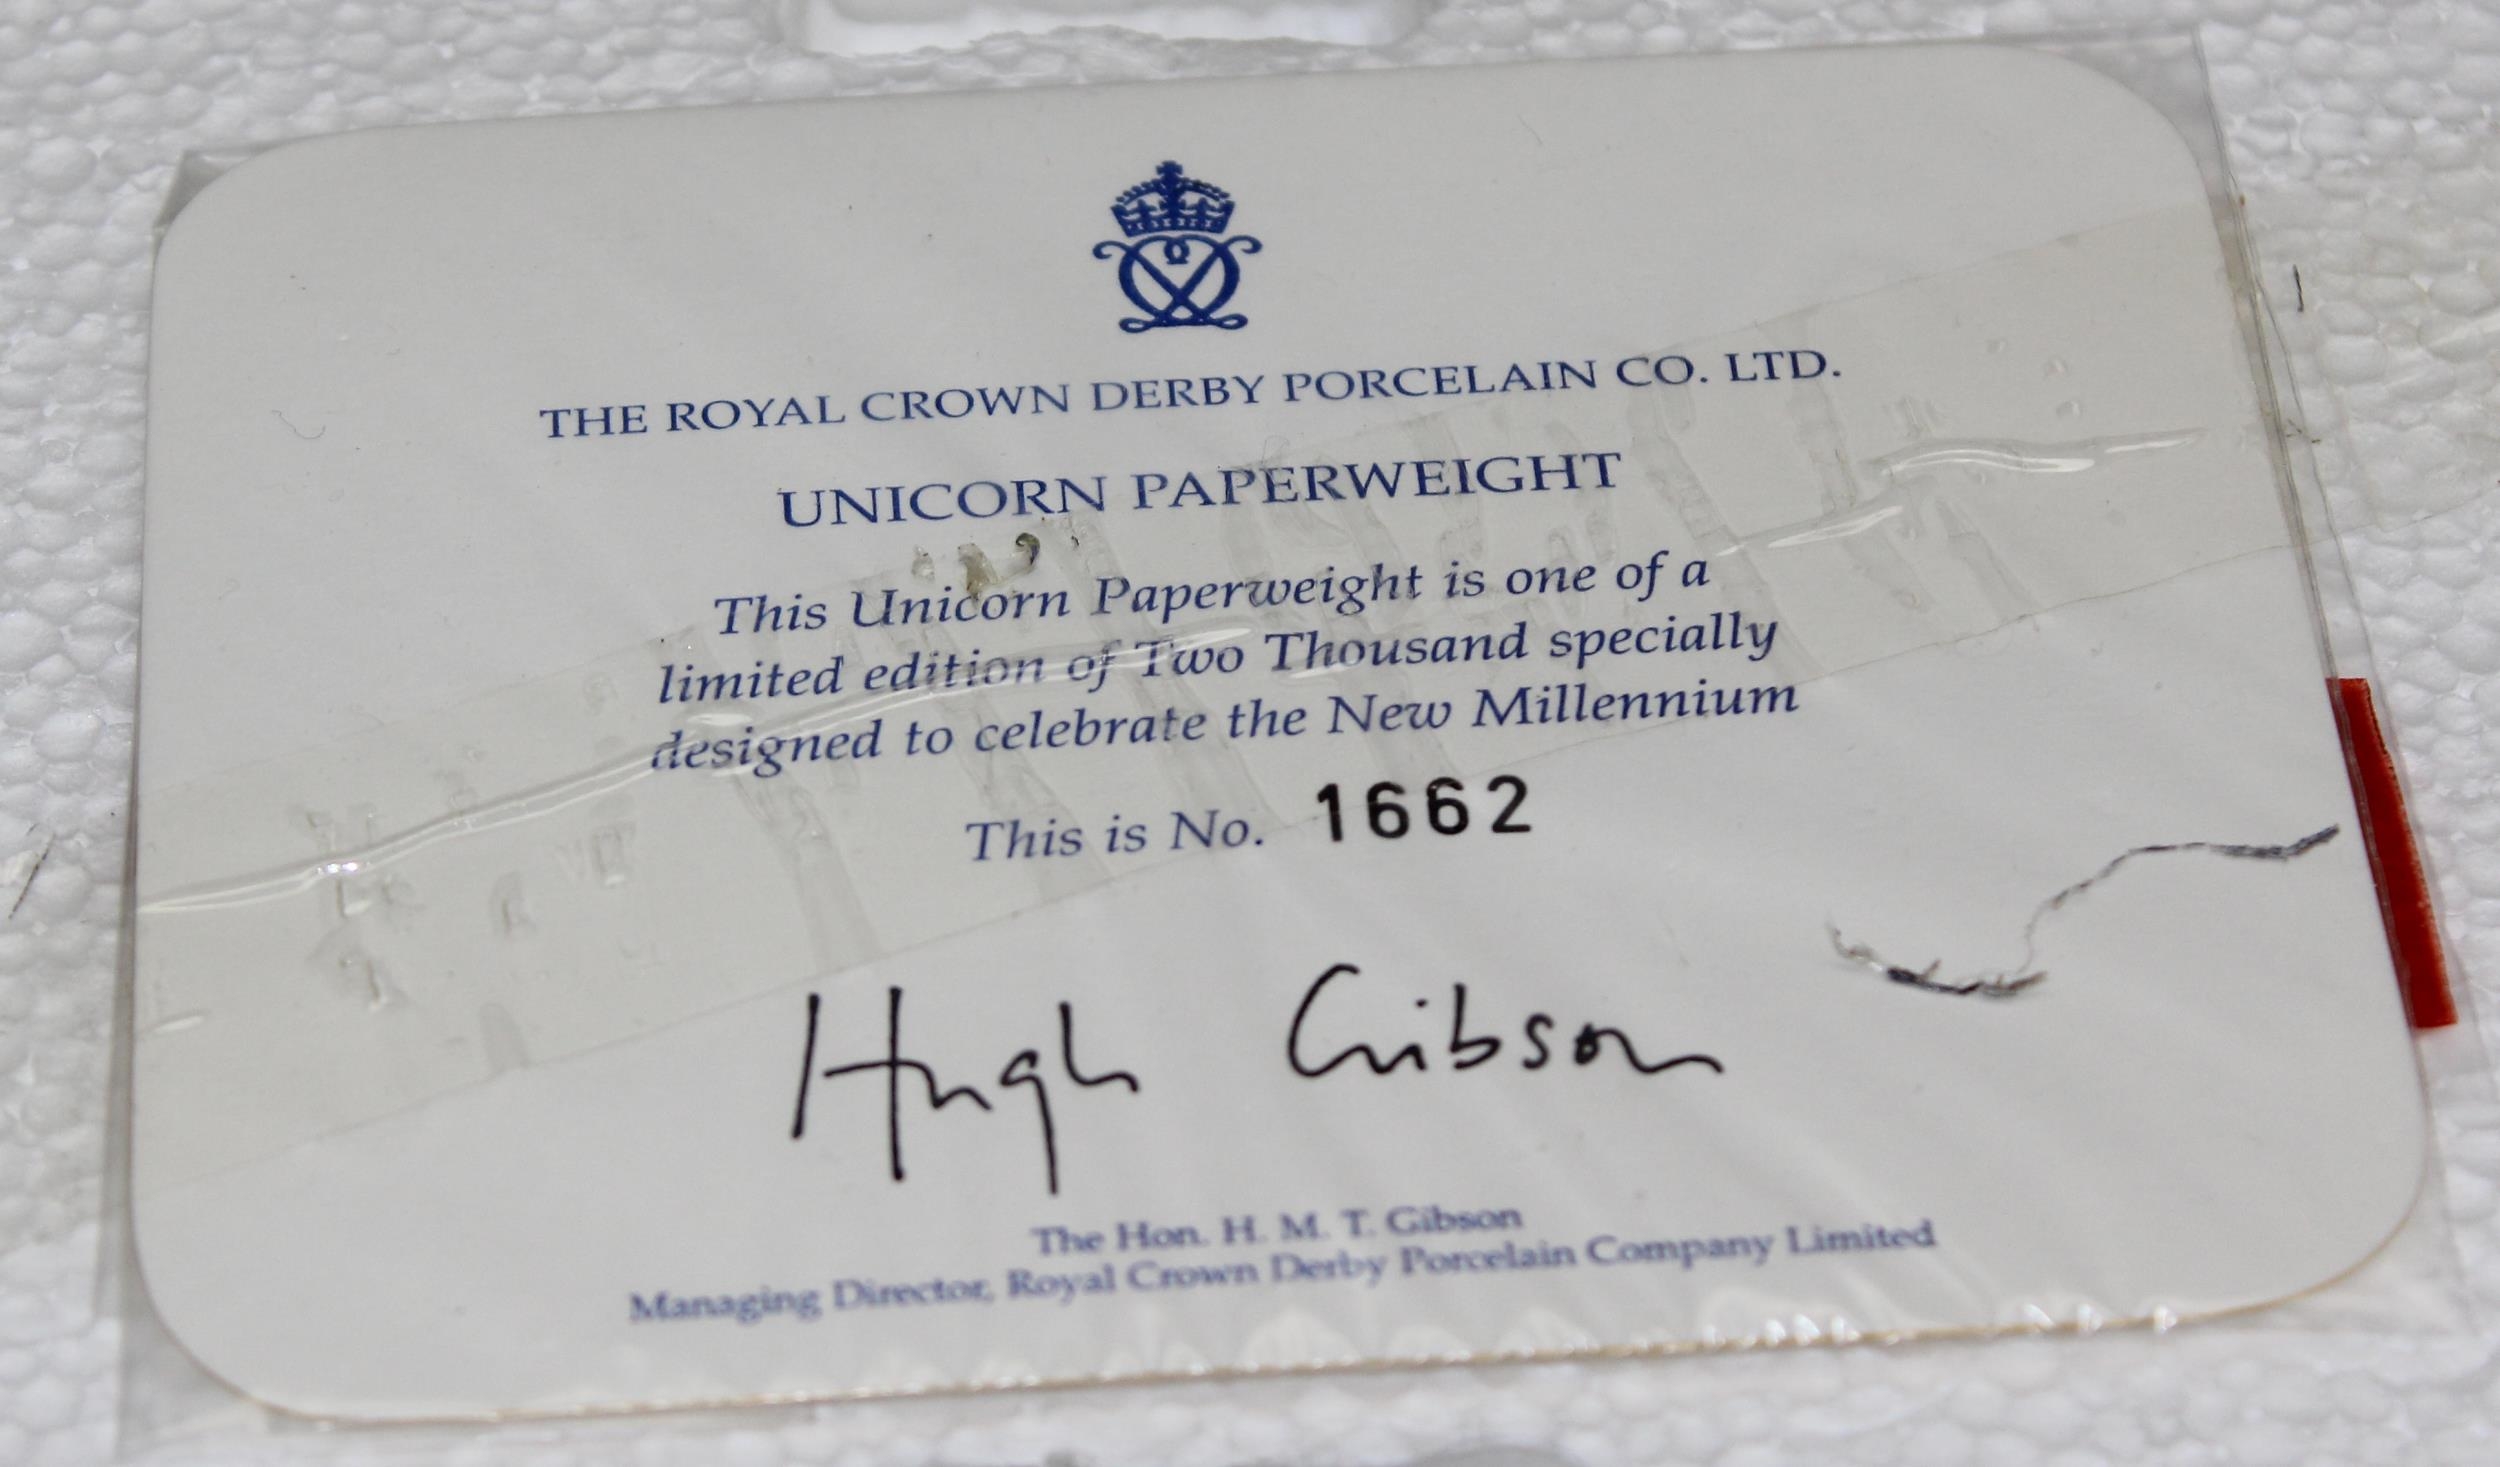 THE ROYAL CROWN DERBY PORCELAIN CO. LTD.
UNICORN PAPERWEIGHT
This Unicorn Paperweight is one of a
limited edition of Two Thousand specially
designed to celebrate the New Millennium
This is No. 1662
Hugh Gibson
The Hon. H. M. T. Gibson
Managing Director, Royal Crown Derby Porcelain Company Limited